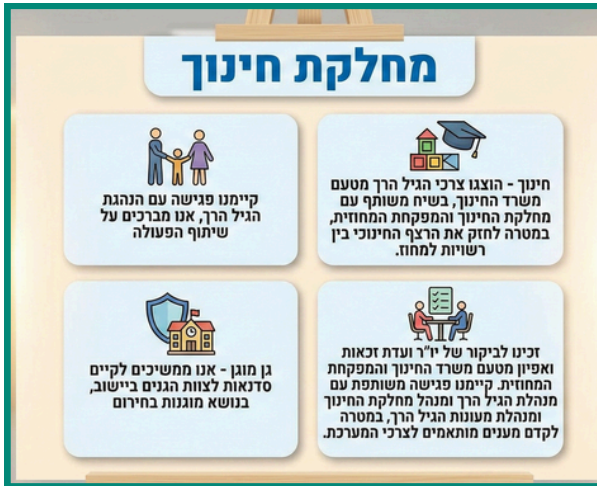 מחלקת חינוך
חינוך - הוצגו צרכי הגיל הרך מטעם
משרד החינוך, בשיח משותף עם
מחלקת החינוך והמפקחת המחוזית,
במטרה לחזק את הרצף החינוכי בין
רשויות למחוז.
קיימנו פגישה עם הנהגת
הגיל הרך, אנו מברכים על
שיתוף הפעולה
זכינו לביקור של יו"ר ועדת זכאות
ואפיון מטעם משרד החינוך והמפקחת
המחוזית. קיימנו פגישה משותפת עם
מנהלת הגיל הרך ומנהל מחלקת החינוך
ומנהלת מעונות הגיל הרך, במטרה
לקדם מענים מותאמים לצרכי המערכת.
גן מוגן - אנו ממשיכים לקיים
סדנאות לצוות הגנים ביישוב,
בנושא מוגנות בחירום